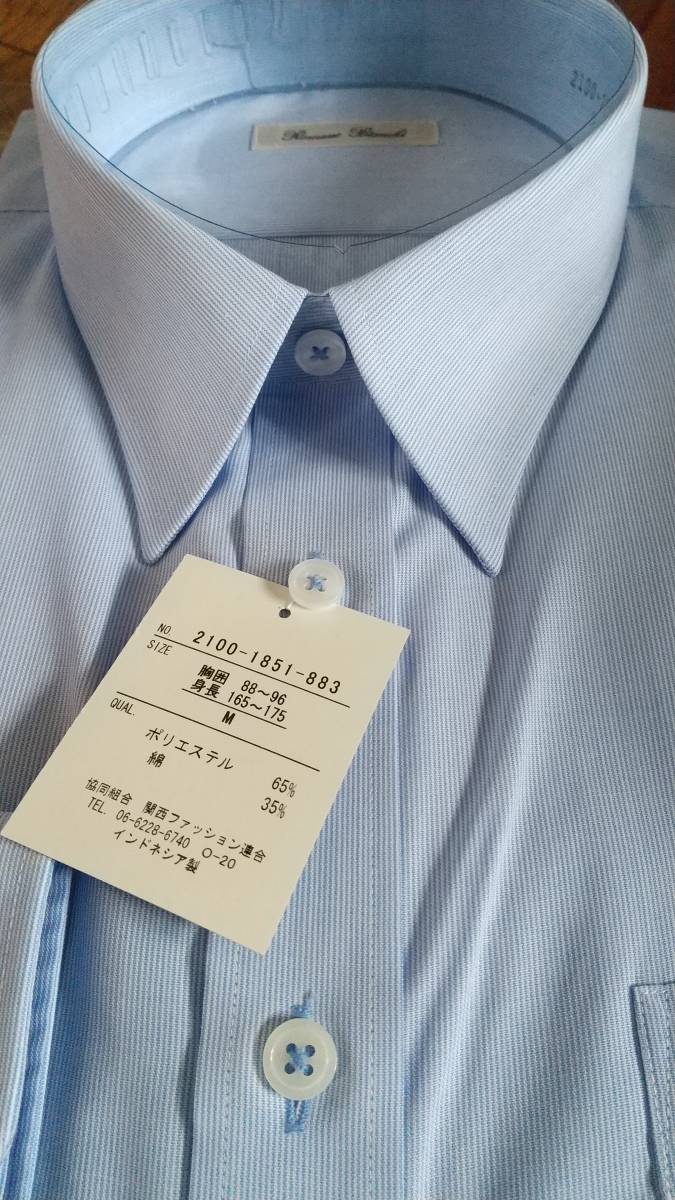 2100-
NO. 2100-1851-883
SIZE 胸囲 88～96
身長 165～175
M
QUAL.
ポリエステル 65%
綿 35%
協同組合 関西ファッション連合
TEL. 06-6228-6740 O-20
インドネシア製